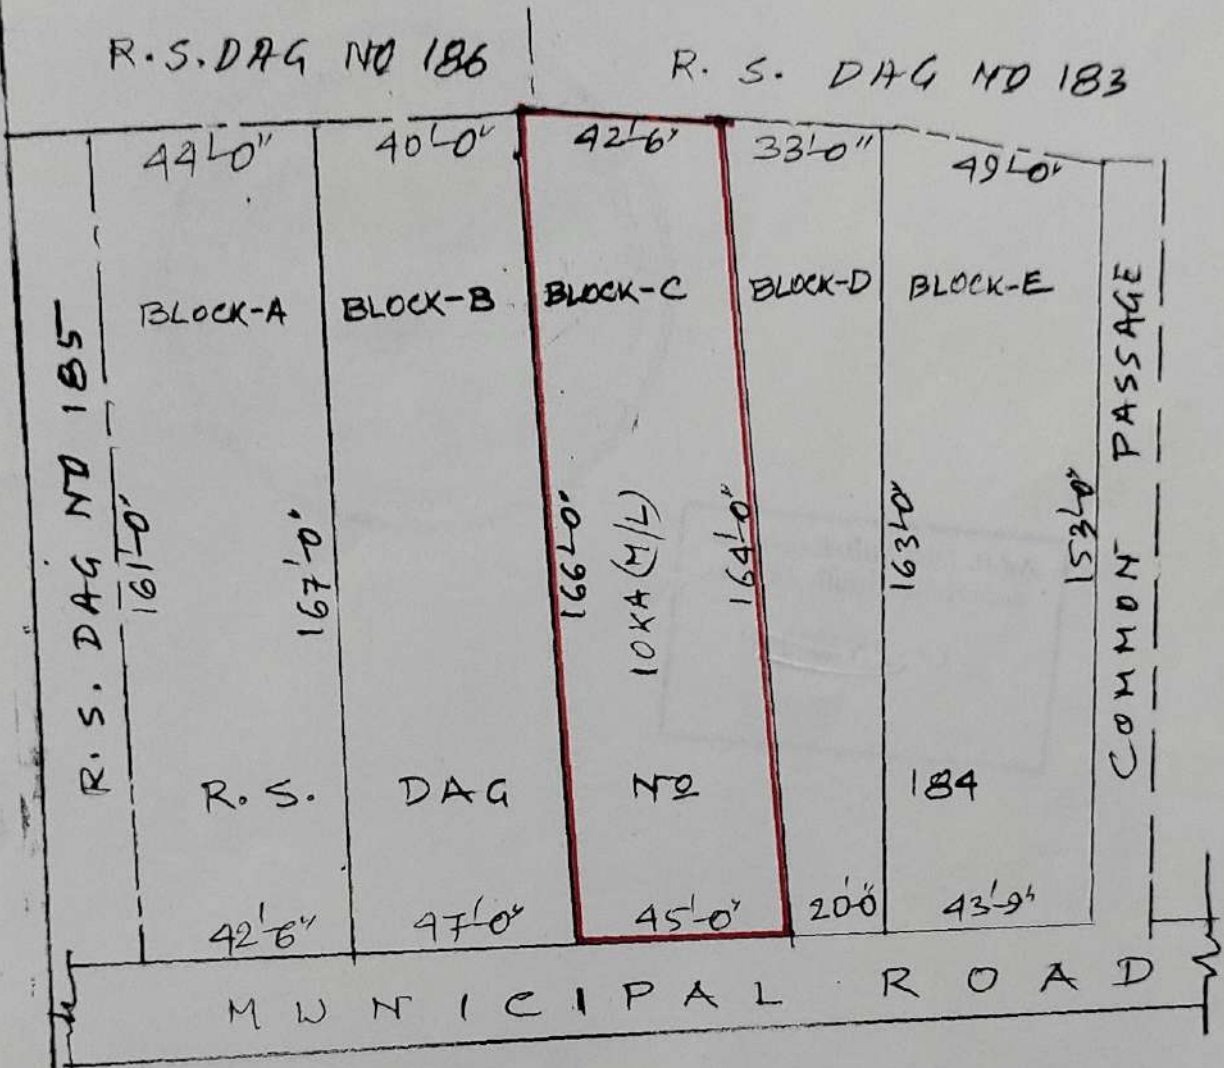 R.S. DAG NO 186
R. S. DAG NO 183
44'-0"
40'-0"
42'-6"
33'-0"
49'-0"
BLOCK-A
BLOCK-B
BLOCK-C
BLOCK-D
BLOCK-E
R.S. DAG NO 185
161'-0"
167'-0"
166'-0"
10KA (M/L)
164'-0"
163'-0"
153'-0"
COMMON PASSAGE
R.S. DAG NO 184
42'-6"
47'-0"
45'-0"
20'-0"
43'-9"
MUNICIPAL ROAD